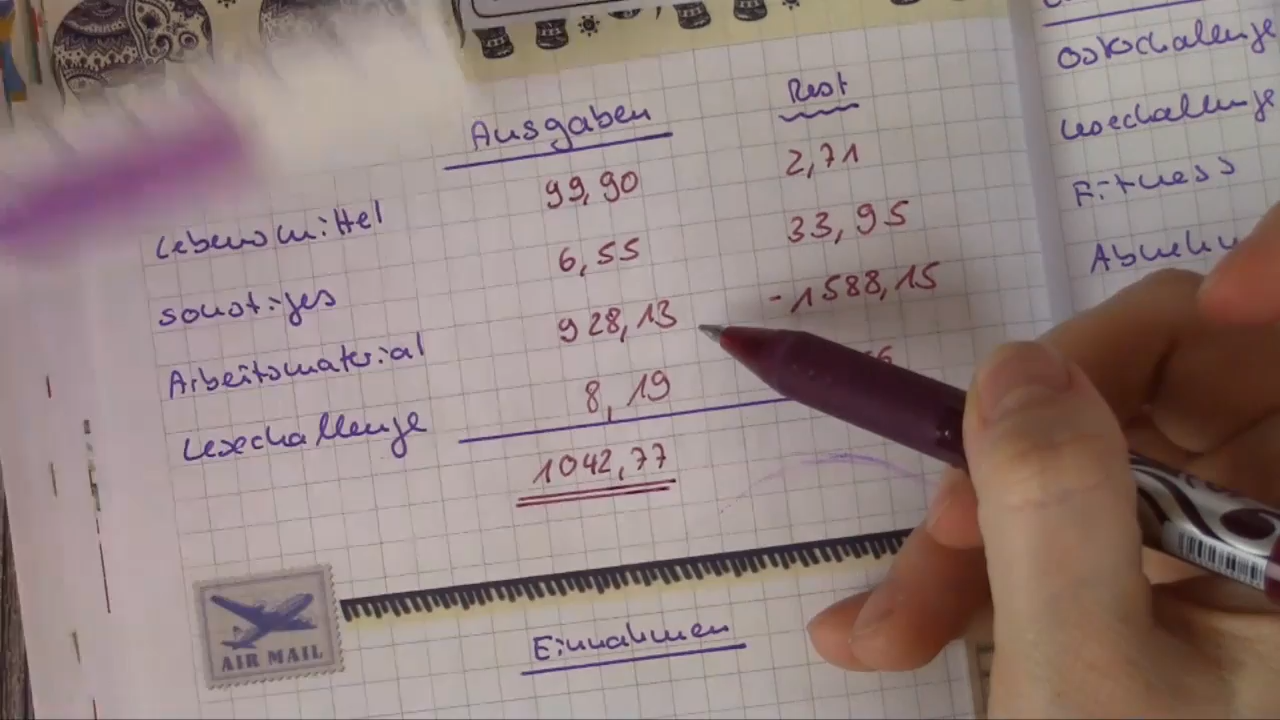 Ausgaben Rest
Lebensmittel 99,90 2,71
sonstiges 6,55 33,95
Arbeitsmaterial 928,13 -1588,15
Lesechallenge 8,19
1042,77
AIR MAIL
Einnahmen
Lesechallenge
Fitness